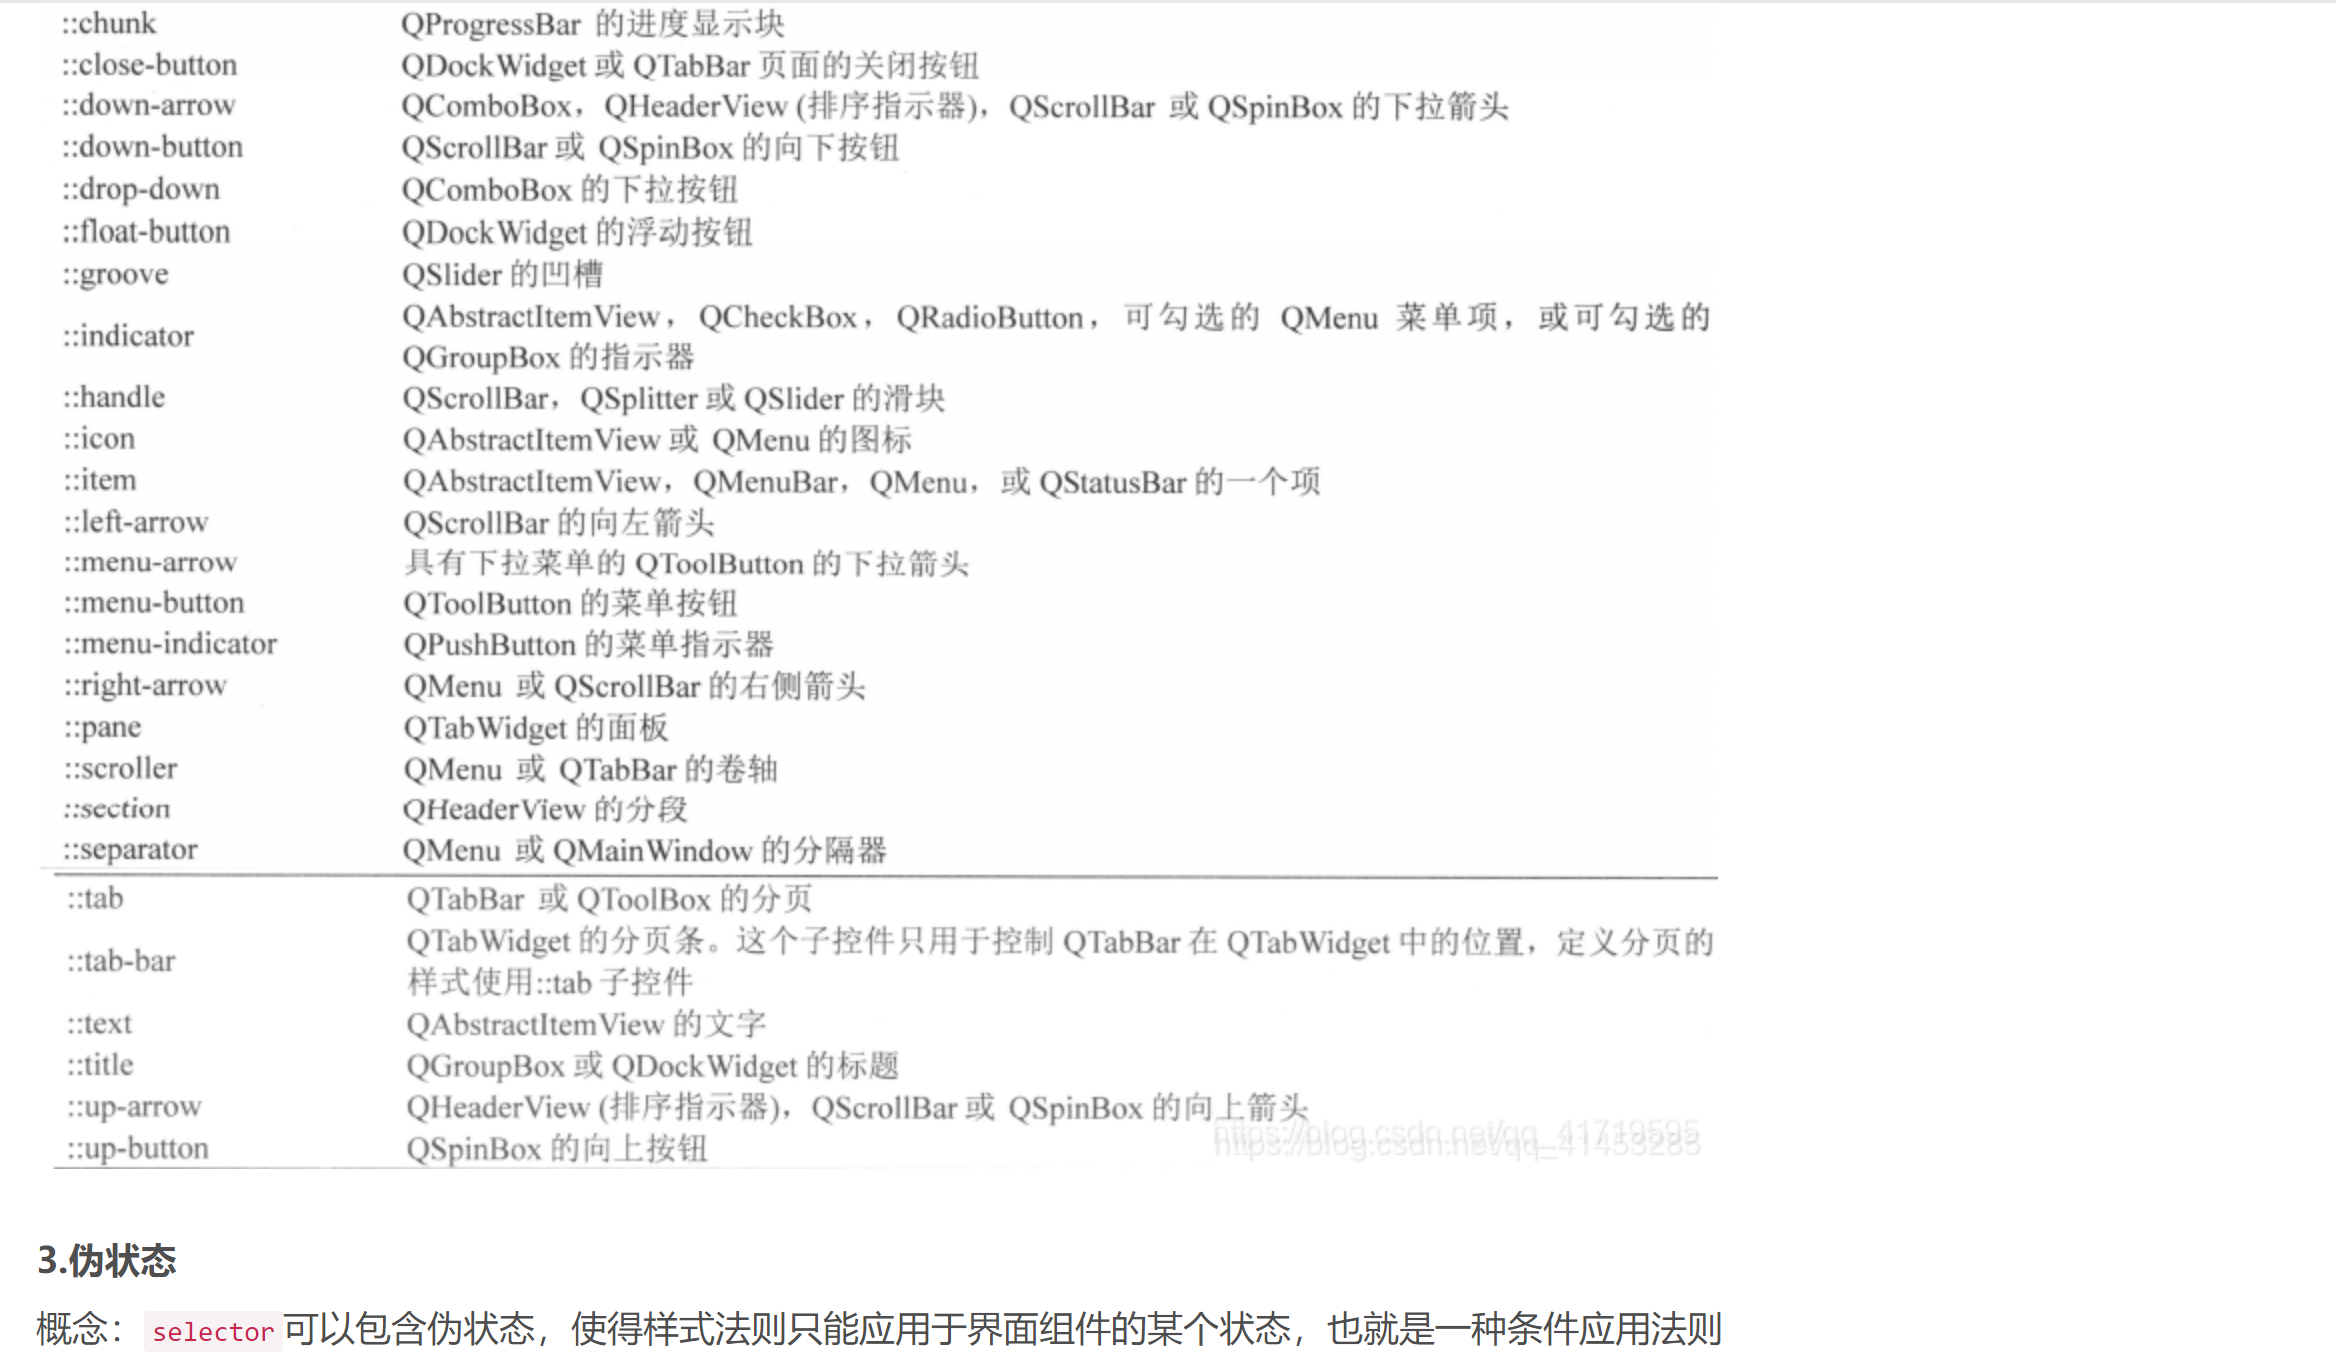 ::chunk QProgressBar 的进度显示块
::close-button QDockWidget 或 QTabBar 页面的关闭按钮
::down-arrow QComboBox，QHeaderView (排序指示器)，QScrollBar 或 QSpinBox 的下拉箭头
::down-button QScrollBar 或 QSpinBox 的向下按钮
::drop-down QComboBox 的下拉按钮
::float-button QDockWidget 的浮动按钮
::groove QSlider 的凹槽
::indicator QAbstractItemView，QCheckBox，QRadioButton，可勾选的 QMenu 菜单项，或可勾选的
QGroupBox 的指示器
::handle QScrollBar，QSplitter 或 QSlider 的滑块
::icon QAbstractItemView 或 QMenu 的图标
::item QAbstractItemView，QMenuBar，QMenu，或 QStatusBar 的一个项
::left-arrow QScrollBar 的向左箭头
::menu-arrow 具有下拉菜单的 QToolButton 的下拉箭头
::menu-button QToolButton 的菜单按钮
::menu-indicator QPushButton 的菜单指示器
::right-arrow QMenu 或 QScrollBar 的右侧箭头
::pane QTabWidget 的面板
::scroller QMenu 或 QTabBar 的卷轴
::section QHeaderView 的分段
::separator QMenu 或 QMainWindow 的分隔器
::tab QTabBar 或 QToolBox 的分页
::tab-bar QTabWidget 的分页条。这个子控件只用于控制 QTabBar 在 QTabWidget 中的位置，定义分页的
样式使用::tab 子控件
::text QAbstractItemView 的文字
::title QGroupBox 或 QDockWidget 的标题
::up-arrow QHeaderView (排序指示器)，QScrollBar 或 QSpinBox 的向上箭头
::up-button QSpinBox 的向上按钮
https://blog.csdn.net/qq_41719595
https://blog.csdn.net/qq_41453285
3.伪状态
概念：selector可以包含伪状态，使得样式法则只能应用于界面组件的某个状态，也就是一种条件应用法则